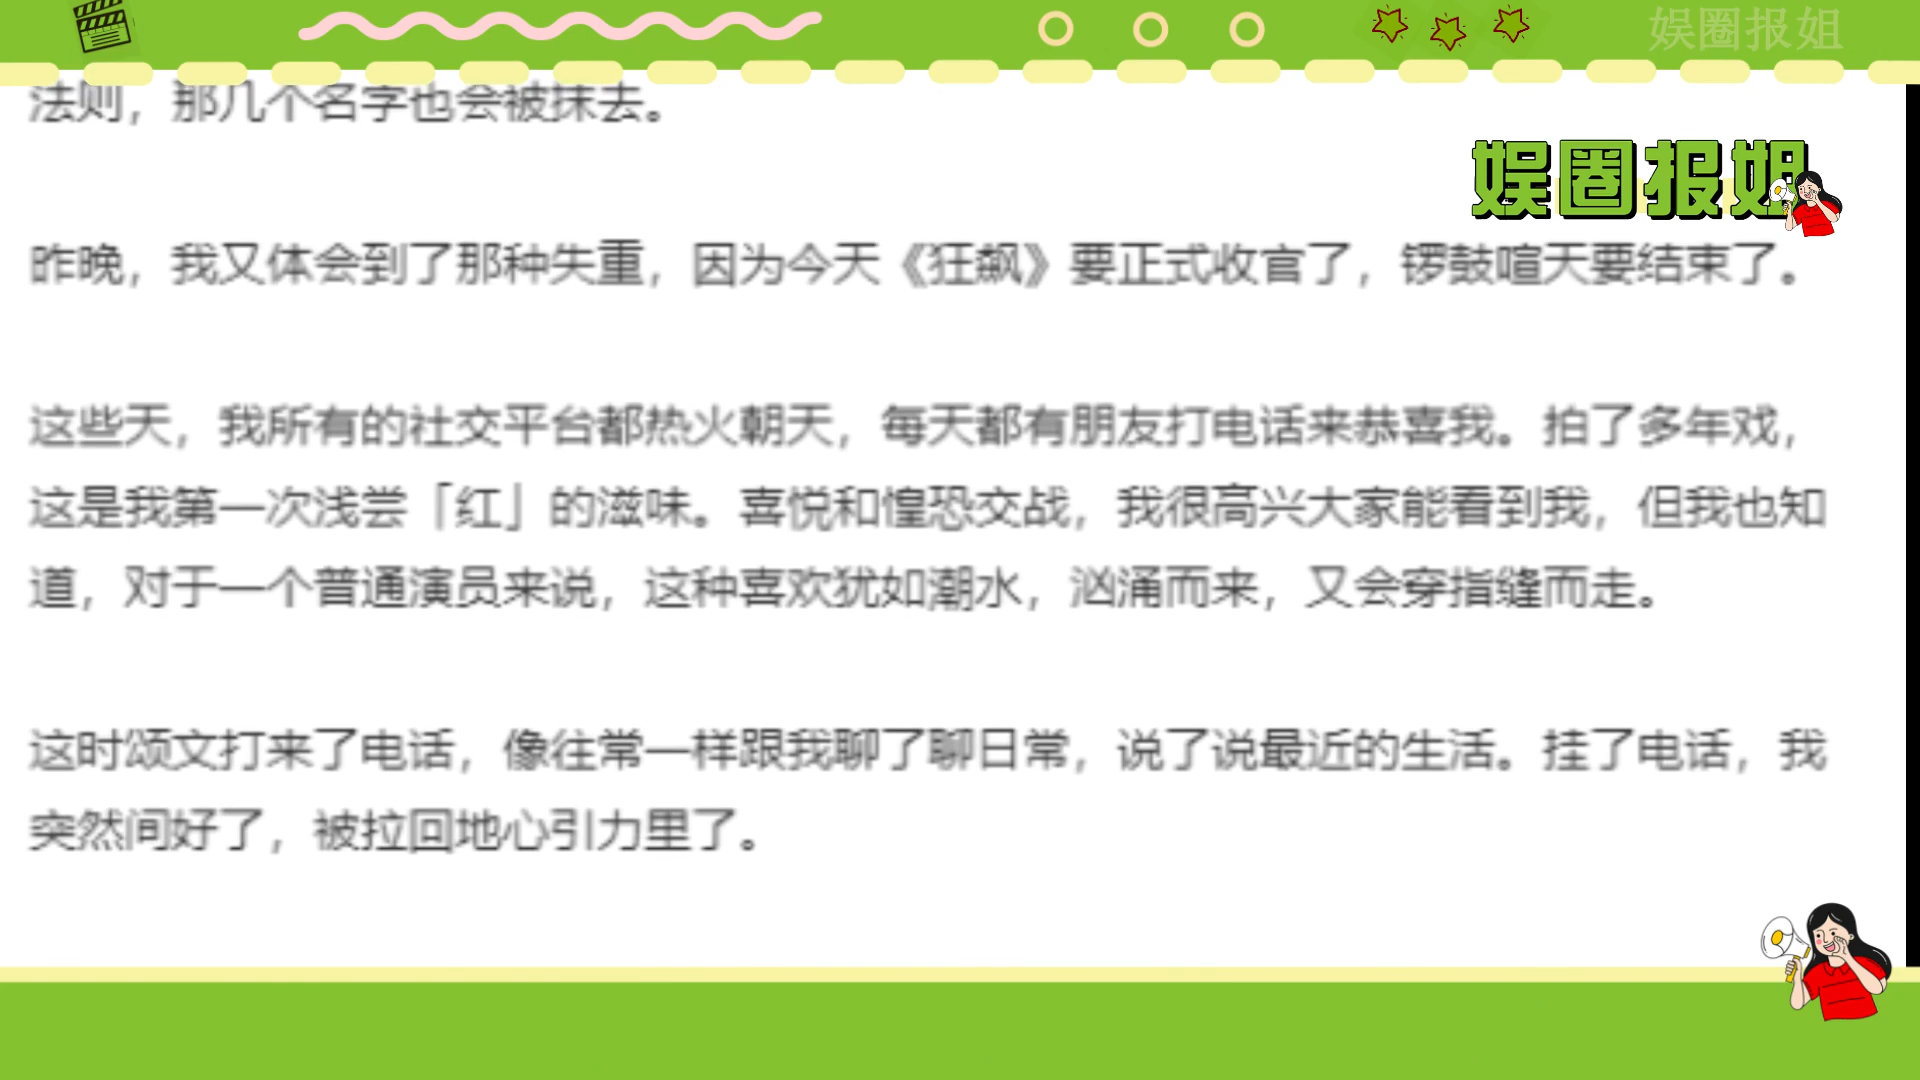 娱圈报姐
法则，那几个名字也会被抹去。
娱圈报姐
昨晚，我又体会到了那种失重，因为今天《狂飙》要正式收官了，锣鼓喧天要结束了。
这些天，我所有的社交平台都热火朝天，每天都有朋友打电话来恭喜我。拍了多年戏，
这是我第一次浅尝「红」的滋味。喜悦和惶恐交战，我很高兴大家能看到我，但我也知
道，对于一个普通演员来说，这种喜欢犹如潮水，汹涌而来，又会穿指缝而走。
这时颂文打来了电话，像往常一样跟我聊了聊日常，说了说最近的生活。挂了电话，我
突然间好了，被拉回地心引力里了。